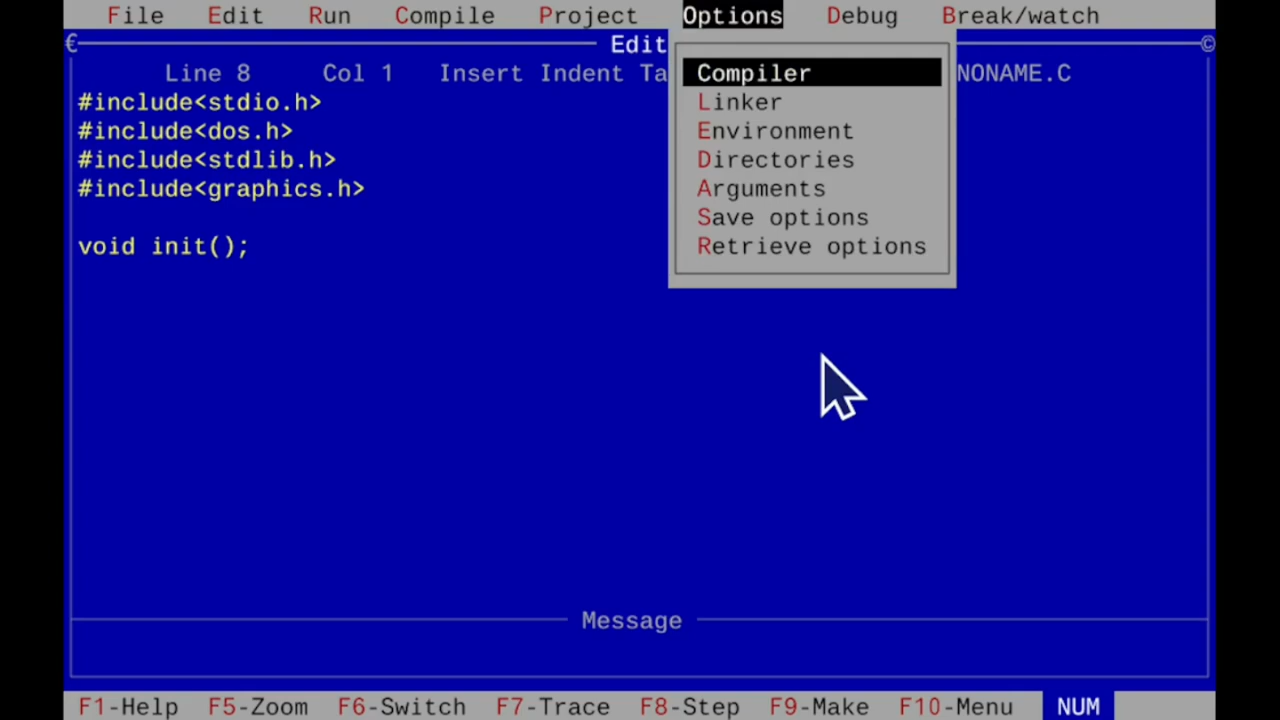 File Edit Run Compile Project Options Debug Break/watch
Edit
Line 8 Col 1 Insert Indent Ta NONAME.C
#include<stdio.h>
#include<dos.h>
#include<stdlib.h>
#include<graphics.h>
void init();
Compiler
Linker
Environment
Directories
Arguments
Save options
Retrieve options
Message
F1-Help F5-Zoom F6-Switch F7-Trace F8-Step F9-Make F10-Menu NUM